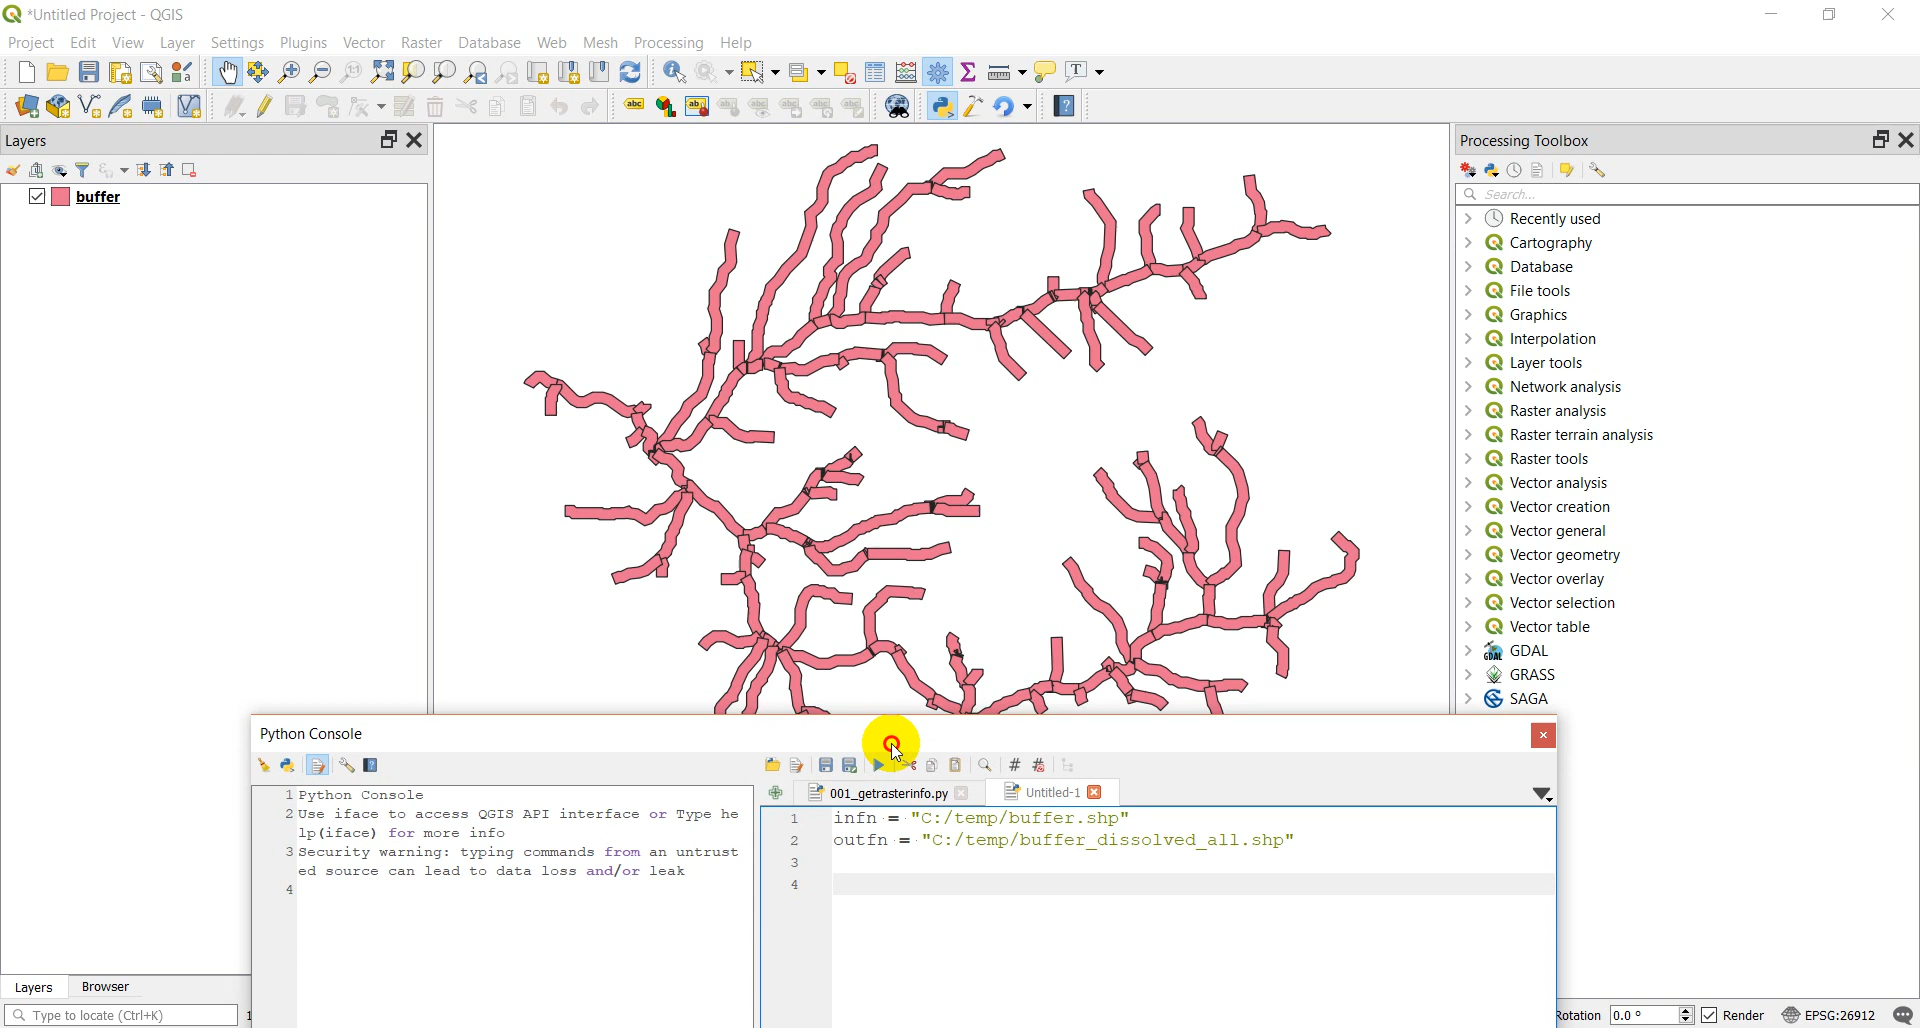 *Untitled Project - QGIS
Project Edit View Layer Settings Plugins Vector Raster Database Web Mesh Processing Help
Layers
buffer
Processing Toolbox
Search...
Recently used
Cartography
Database
File tools
Graphics
Interpolation
Layer tools
Network analysis
Raster analysis
Raster terrain analysis
Raster tools
Vector analysis
Vector creation
Vector general
Vector geometry
Vector overlay
Vector selection
Vector table
GDAL
GRASS
SAGA
Python Console
001_getrasterinfo.py Untitled-1
1 Python Console
2 Use iface to access QGIS API interface or Type he
lp(iface) for more info
3 Security warning: typing commands from an untrust
ed source can lead to data loss and/or leak
4
1 infn = "C:/temp/buffer.shp"
2 outfn = "C:/temp/buffer_dissolved_all.shp"
3
4
Layers Browser
Type to locate (Ctrl+K)
Rotation 0.0 ° Render EPSG:26912